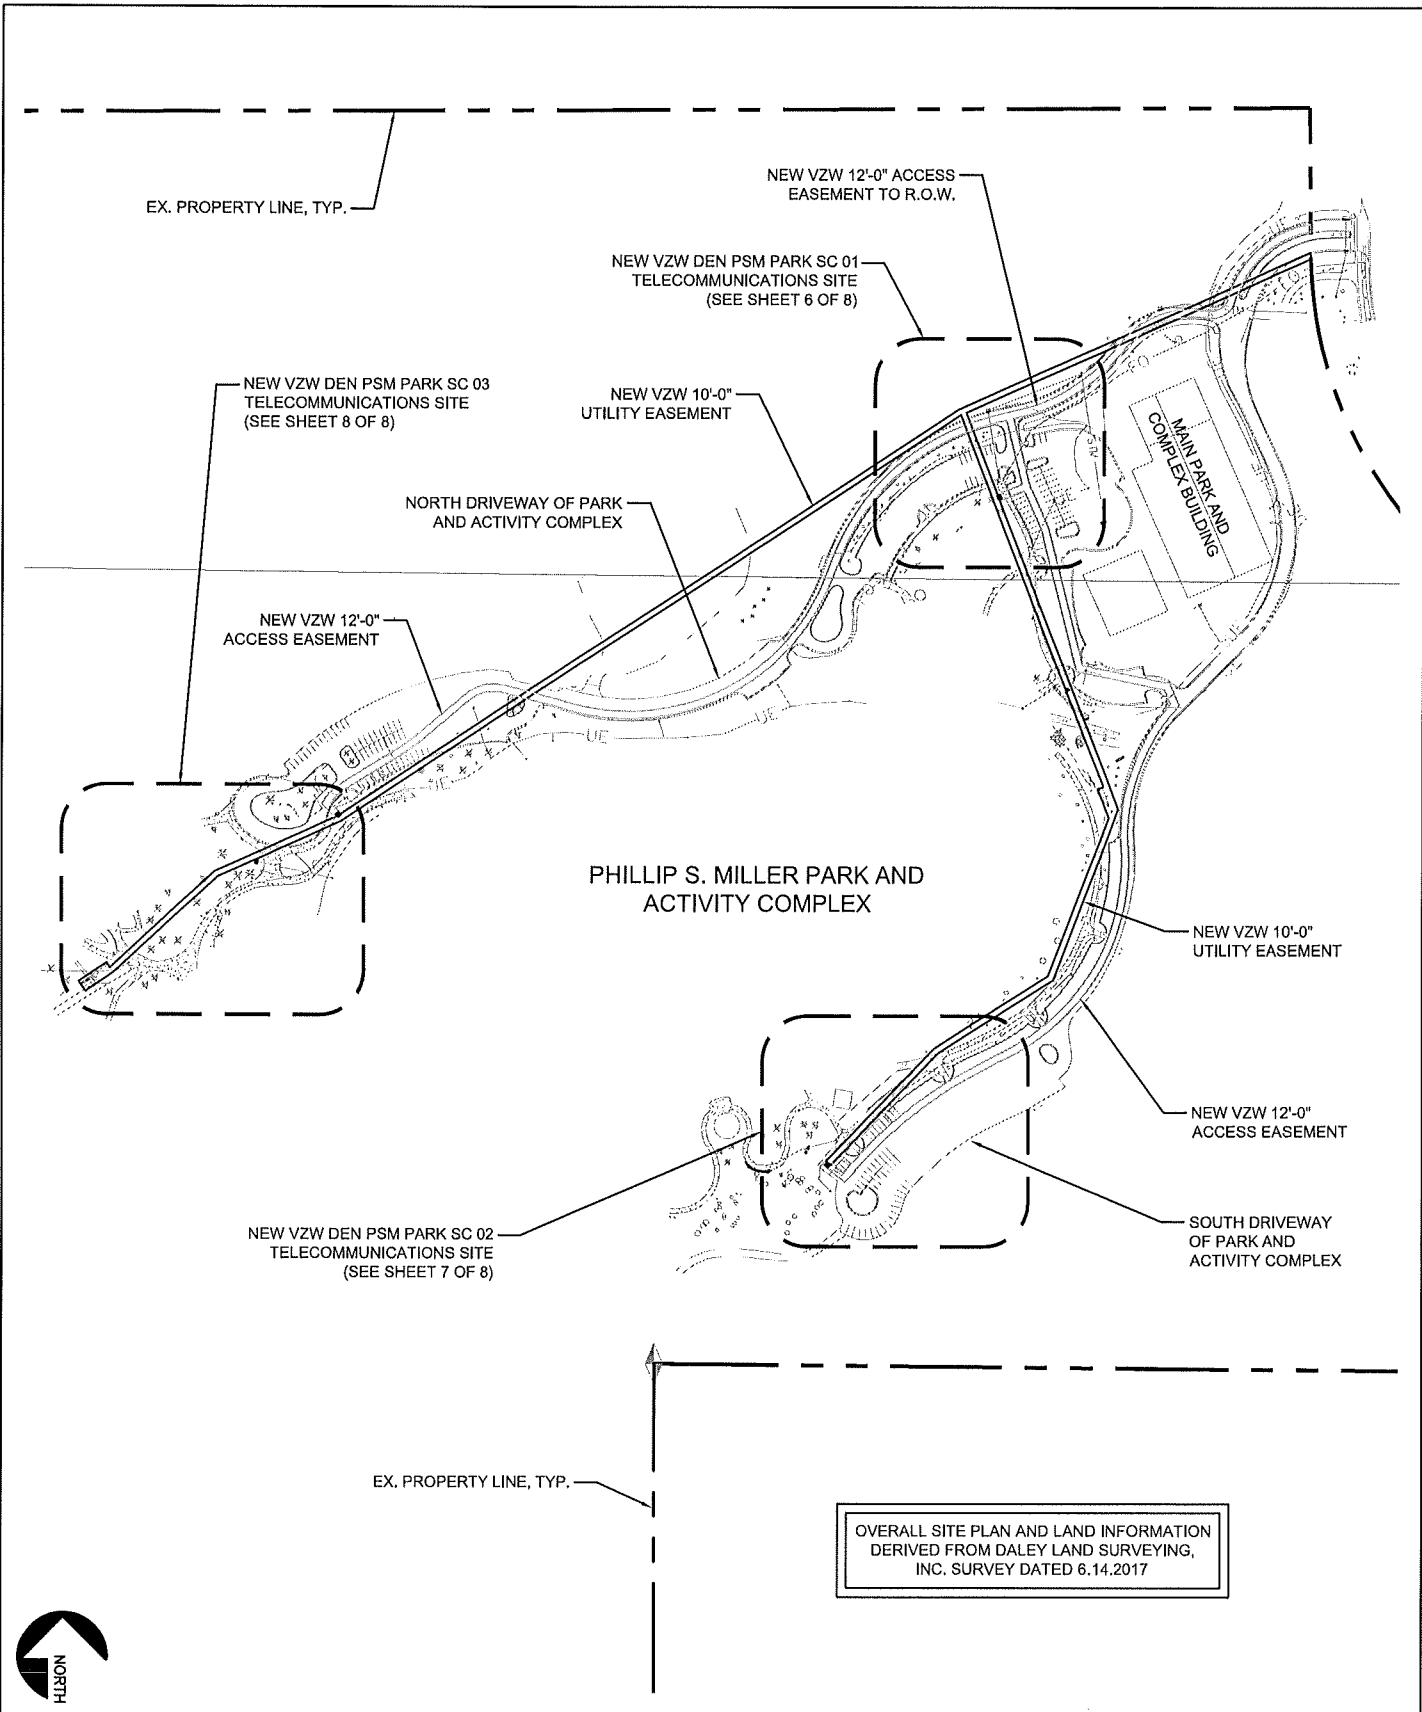 NEW VZW 12'-0" ACCESS
EASEMENT TO R.O.W.
EX. PROPERTY LINE, TYP.
NEW VZW DEN PSM PARK SC 01
TELECOMMUNICATIONS SITE
(SEE SHEET 6 OF 8)
NEW VZW DEN PSM PARK SC 03
TELECOMMUNICATIONS SITE
(SEE SHEET 8 OF 8)
NEW VZW 10'-0"
UTILITY EASEMENT
MAIN PARK AND
COMPLEX BUILDING
NORTH DRIVEWAY OF PARK
AND ACTIVITY COMPLEX
NEW VZW 12'-0"
ACCESS EASEMENT
UE
UE
UE
PHILLIP S. MILLER PARK AND
ACTIVITY COMPLEX
NEW VZW 10'-0"
UTILITY EASEMENT
NEW VZW 12'-0"
ACCESS EASEMENT
NEW VZW DEN PSM PARK SC 02
TELECOMMUNICATIONS SITE
(SEE SHEET 7 OF 8)
SOUTH DRIVEWAY
OF PARK AND
ACTIVITY COMPLEX
EX. PROPERTY LINE, TYP.
OVERALL SITE PLAN AND LAND INFORMATION
DERIVED FROM DALEY LAND SURVEYING,
INC. SURVEY DATED 6.14.2017
NORTH